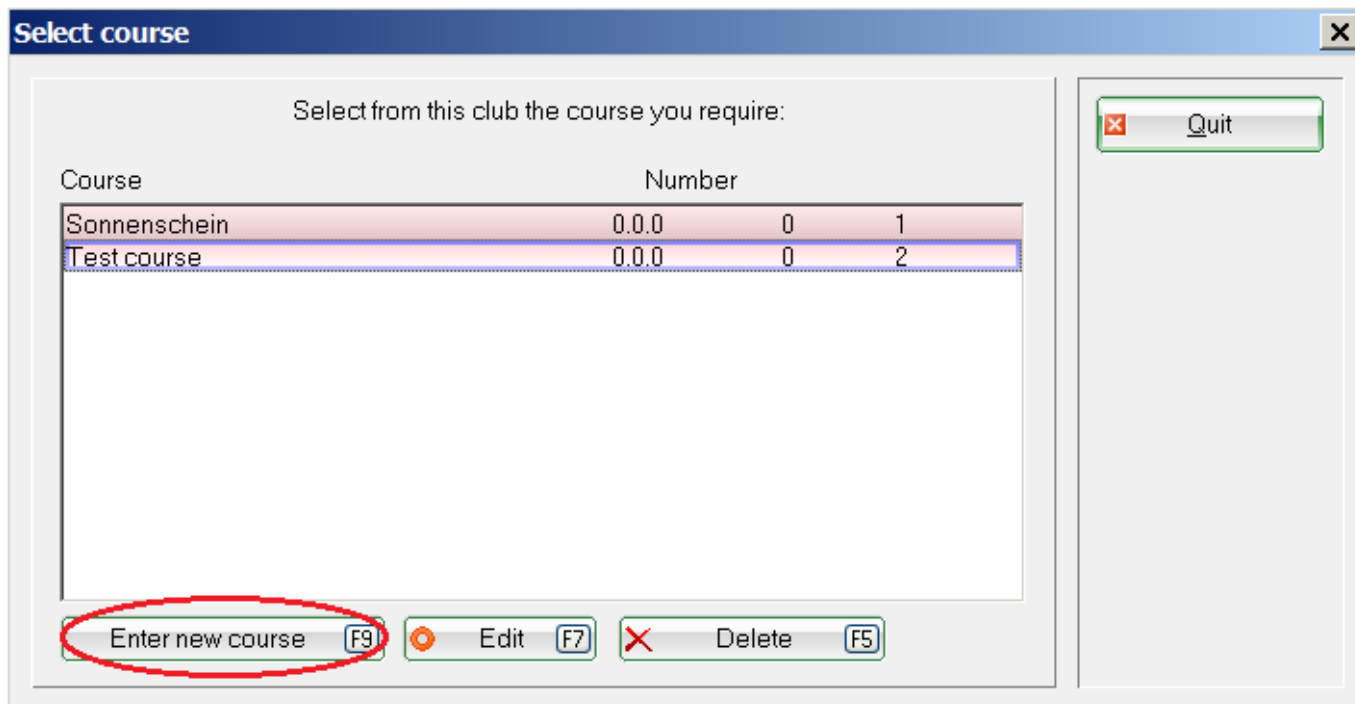 Select course
Select from this club the course you require:
Quit
Course Number
Sonnenschein 0.0.0 0 1
Test course 0.0.0 0 2
Enter new course F9 Edit F7 Delete F5